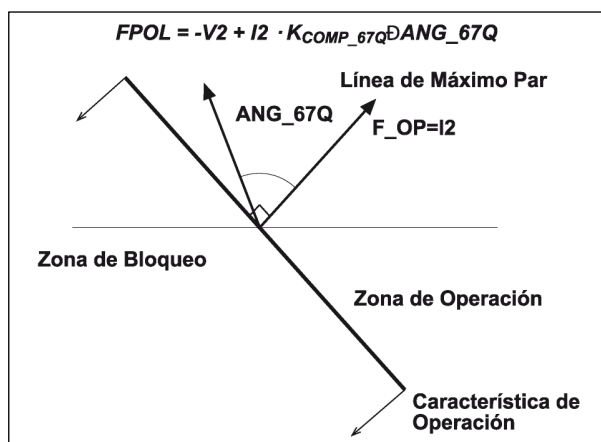 FPOL = -V2 + I2 · KCOMP_67QÐANG_67Q
Línea de Máximo Par
ANG_67Q
F_OP=I2
Zona de Bloqueo
Zona de Operación
Característica de
Operación